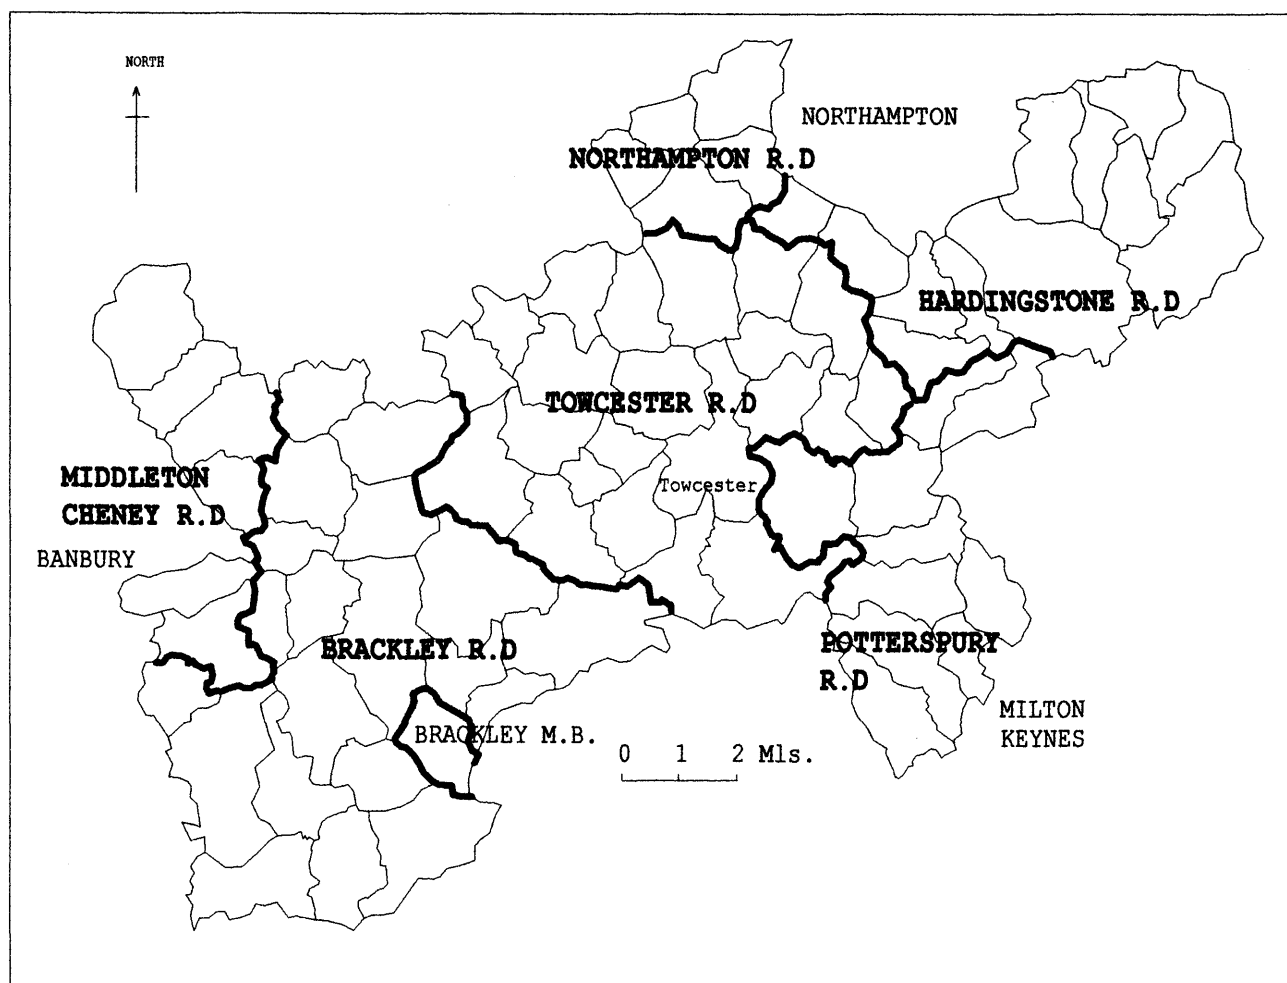 NORTH
NORTHAMPTON
NORTHAMPTON R.D
HARDINGSTONE R.D
TOWCESTER R.D
MIDDLETON
CHENEY R.D
Towcester
BANBURY
BRACKLEY R.D
POTTERSPURY
R.D
MILTON
KEYNES
BRACKLEY M.B.
0 1 2 Mls.